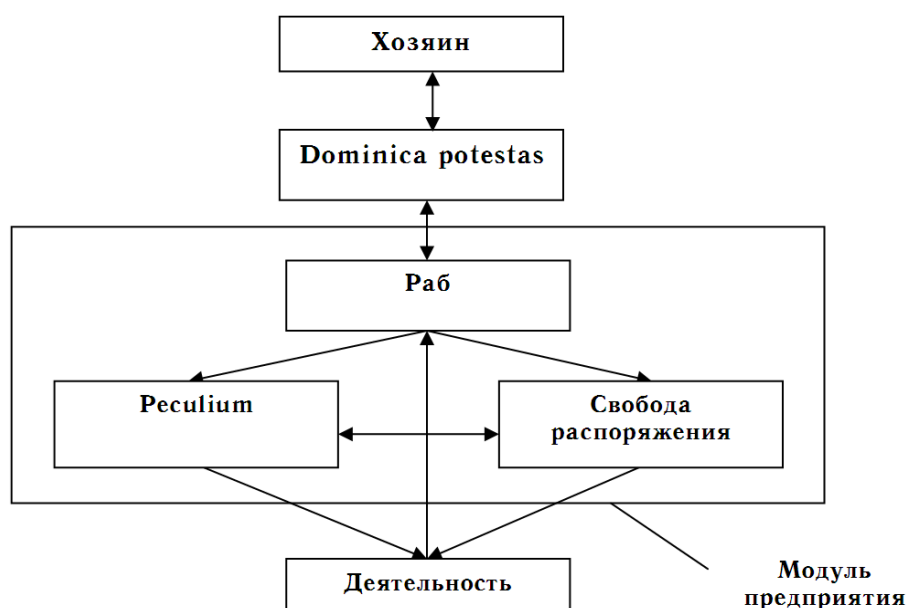 Хозяин
Dominica potestas
Раб
Peculium
Свобода
распоряжения
Деятельность
Модуль
предприятия